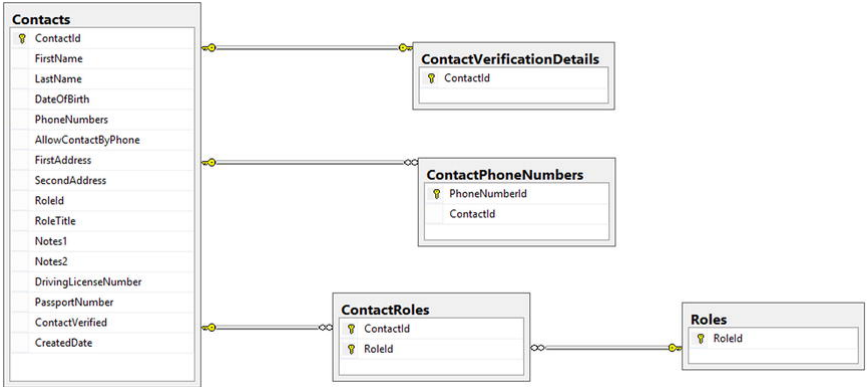 Contacts
ContactId
FirstName
LastName
DateOfBirth
PhoneNumbers
AllowContactByPhone
FirstAddress
SecondAddress
RoleId
RoleTitle
Notes1
Notes2
DrivingLicenseNumber
PassportNumber
ContactVerified
CreatedDate
ContactVerificationDetails
ContactId
ContactPhoneNumbers
PhoneNumberId
ContactId
ContactRoles
ContactId
RoleId
Roles
RoleId